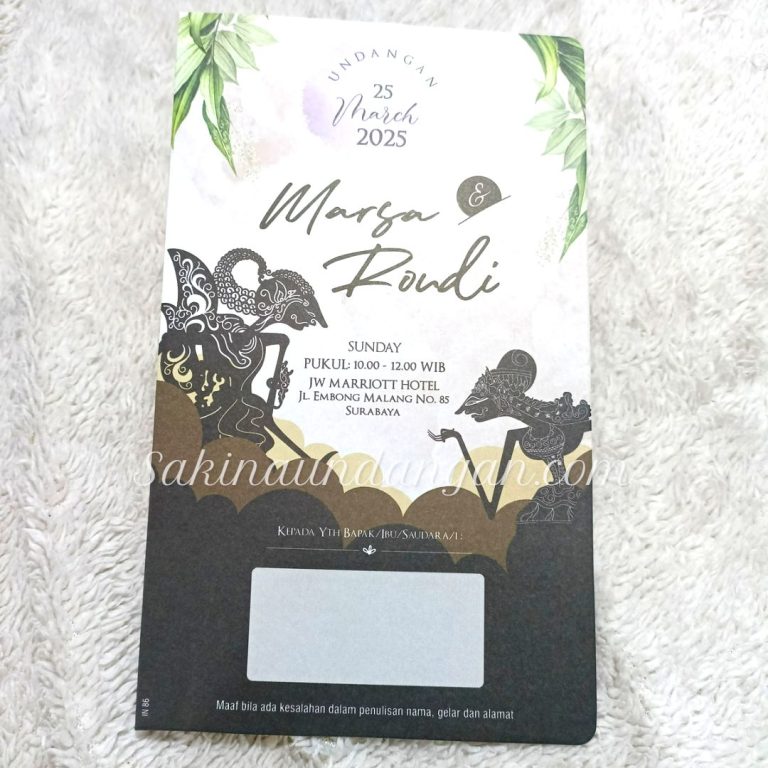 UNDANGAN
25
March
2025
Marsa &
Roudi
SUNDAY
PUKUL: 10.00 - 12.00 WIB
JW MARRIOTT HOTEL
JL. EMBONG MALANG NO. 85
SURABAYA
Sakinaundangan.com
KEPADA YTH BAPAK/IBU/SAUDARA/I :
Maaf bila ada kesalahan dalam penulisan nama, gelar dan alamat
IN 86